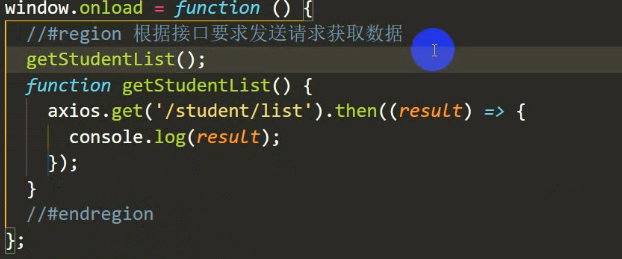 window.onload = function () {
//#region 根据接口要求发送请求获取数据
getStudentList();
function getStudentList() {
axios.get('/student/list').then((result) => {
console.log(result);
});
}
//#endregion
};